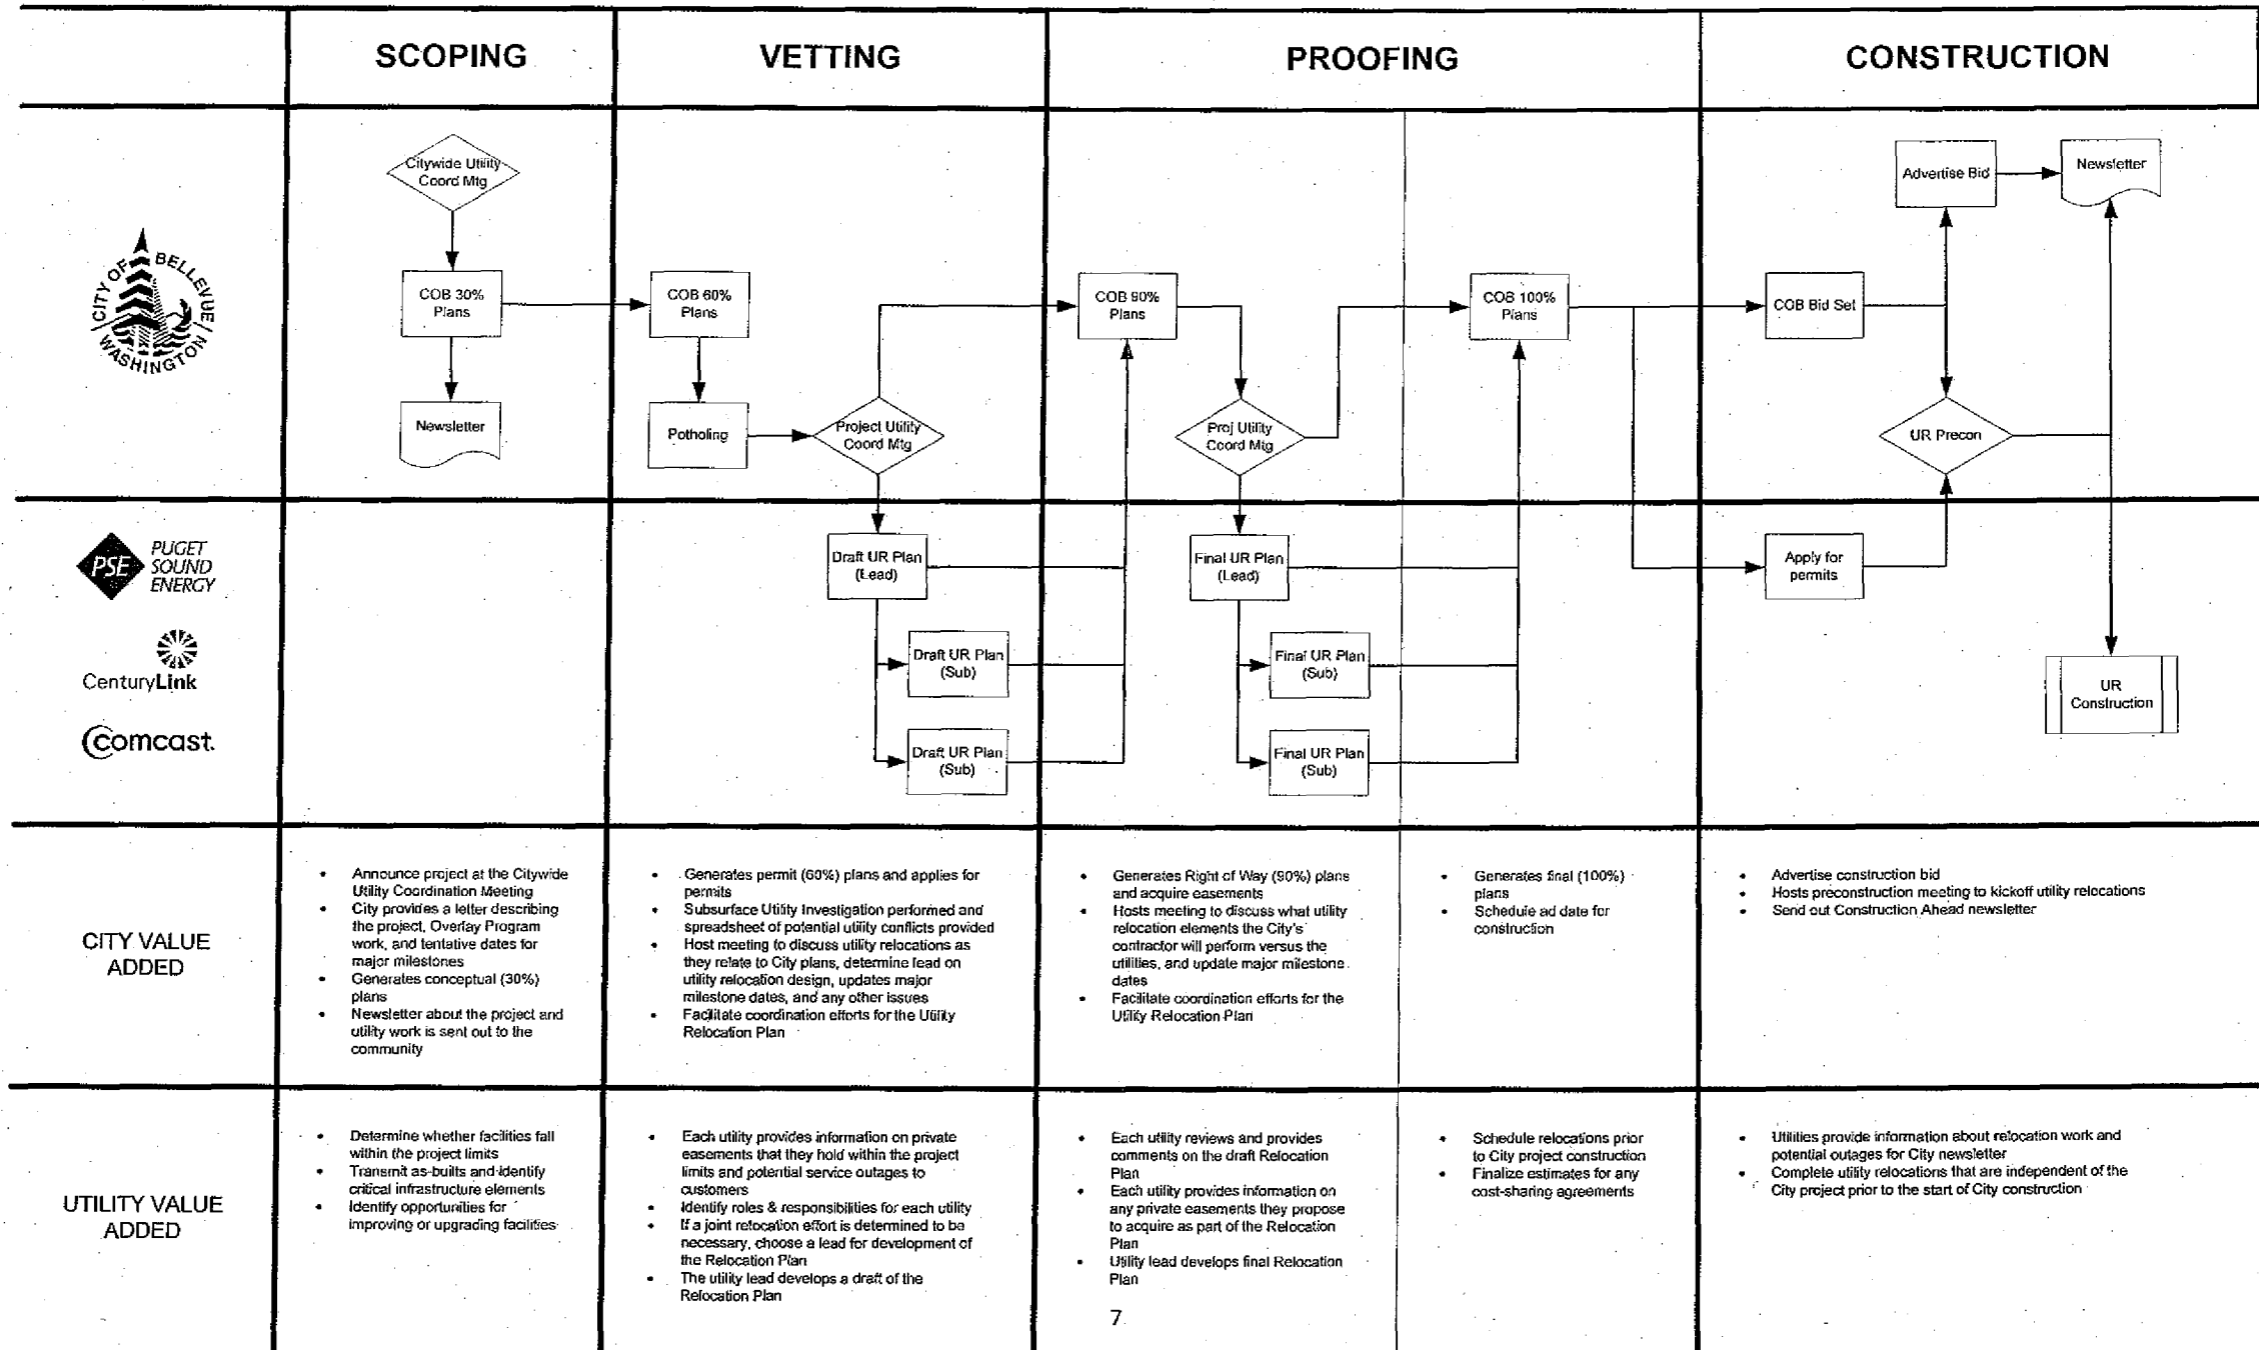 SCOPING
VETTING
PROOFING
CONSTRUCTION
Citywide Utility
Coord Mtg
COB 30%
Plans
Newsletter
COB 60%
Plans
Potholing
Project Utility
Coord Mtg
COB 90%
Plans
Proj Utility
Coord Mtg
COB 100%
Plans
COB Bid Set
Advertise Bid
Newsletter
UR Precon
CITY OF BELLEVUE
WASHINGTON
PSE
PUGET
SOUND
ENERGY
CenturyLink
comcast.
Draft UR Plan
(Lead)
Draft UR Plan
(Sub)
Draft UR Plan
(Sub)
Final UR Plan
(Lead)
Final UR Plan
(Sub)
Final UR Plan
(Sub)
Apply for
permits
UR
Construction
CITY VALUE
ADDED
• Announce project at the Citywide
Utility Coordination Meeting
• City provides a letter describing
the project, Overlay Program
work, and tentative dates for
major milestones
• Generates conceptual (30%)
plans
• Newsletter about the project and
utility work is sent out to the
community
• Generates permit (60%) plans and applies for
permits
• Subsurface Utility Investigation performed and
spreadsheet of potential utility conflicts provided
• Host meeting to discuss utility relocations as
they relate to City plans, determine lead on
utility relocation design, updates major
milestone dates, and any other issues
• Facilitate coordination efforts for the Utility
Relocation Plan
• Generates Right of Way (90%) plans
and acquire easements
• Hosts meeting to discuss what utility
relocation elements the City's
contractor will perform versus the
utilities, and update major milestone
dates
• Facilitate coordination efforts for the
Utility Relocation Plan
• Generates final (100%)
plans
• Schedule ad date for
construction
• Advertise construction bid
• Hosts preconstruction meeting to kickoff utility relocations
• Send out Construction Ahead newsletter
UTILITY VALUE
ADDED
• Determine whether facilities fall
within the project limits
• Transmit as-builts and identify
critical infrastructure elements
• Identify opportunities for
improving or upgrading facilities
• Each utility provides information on private
easements that they hold within the project
limits and potential service outages to
customers
• Identify roles & responsibilities for each utility
• If a joint relocation effort is determined to be
necessary, choose a lead for development of
the Relocation Plan
• The utility lead develops a draft of the
Relocation Plan
• Each utility reviews and provides
comments on the draft Relocation
Plan
• Each utility provides information on
any private easements they propose
to acquire as part of the Relocation
Plan
• Utility lead develops final Relocation
Plan
• Schedule relocations prior
to City project construction
• Finalize estimates for any
cost-sharing agreements
• Utilities provide information about relocation work and
potential outages for City newsletter
• Complete utility relocations that are independent of the
City project prior to the start of City construction
7